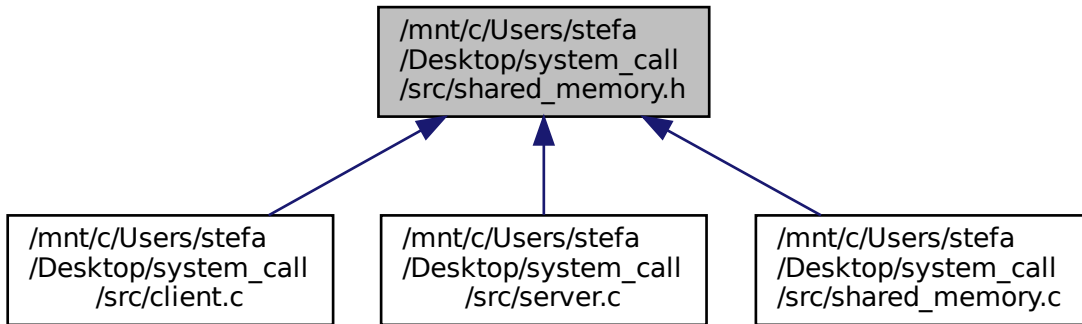 /mnt/c/Users/stefa
/Desktop/system_call
/src/shared_memory.h
/mnt/c/Users/stefa
/Desktop/system_call
/src/client.c
/mnt/c/Users/stefa
/Desktop/system_call
/src/server.c
/mnt/c/Users/stefa
/Desktop/system_call
/src/shared_memory.c